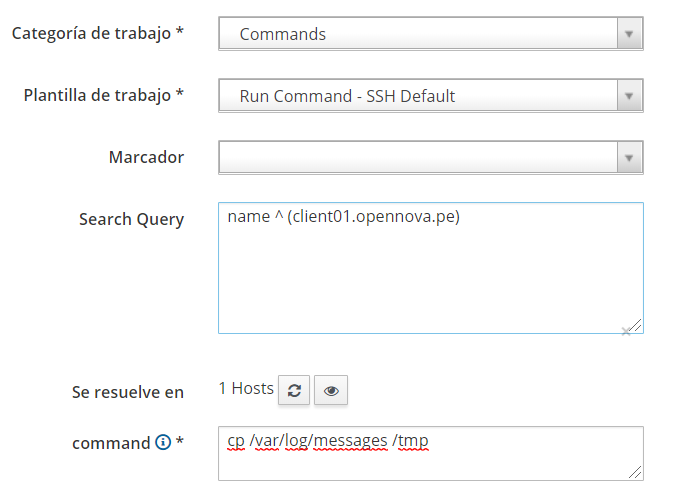 Categoría de trabajo * Commands
Plantilla de trabajo * Run Command - SSH Default
Marcador
Search Query name ^ (client01.opennova.pe)
Se resuelve en 1 Hosts
command * cp /var/log/messages /tmp